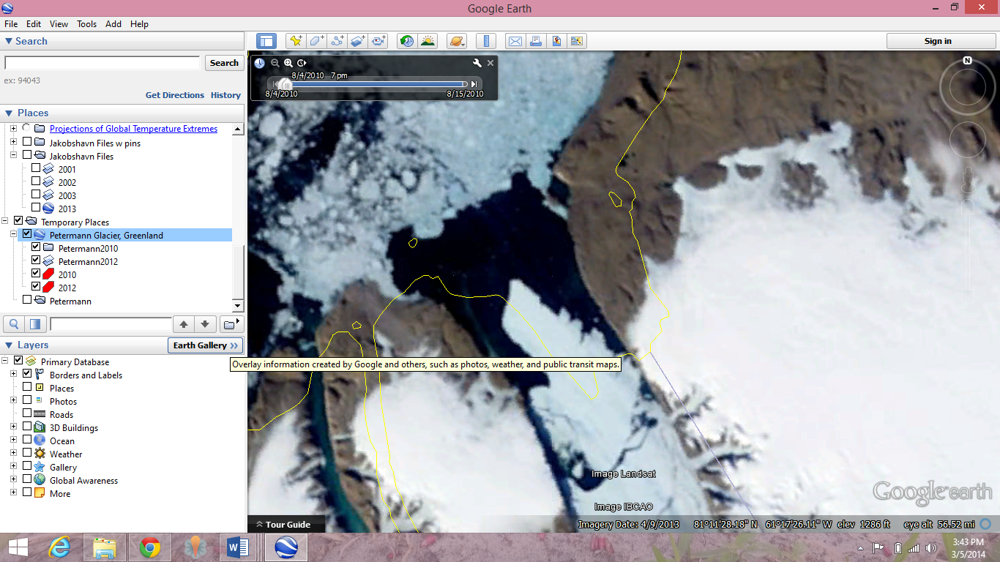 Google Earth
File Edit View Tools Add Help
Search
Search
ex: 94043
Get Directions History
Places
Projections of Global Temperature Extremes
Jakobshavn Files w pins
Jakobshavn Files
2001
2002
2003
2013
Temporary Places
Petermann Glacier, Greenland
Petermann2010
Petermann2012
2010
2012
Petermann
Layers
Earth Gallery »
Primary Database
Borders and Labels
Places
Photos
Roads
3D Buildings
Ocean
Weather
Gallery
Global Awareness
More
Sign in
8/4/2010 7 pm
8/4/2010 8/15/2010
N
Overlay information created by Google and others, such as photos, weather, and public transit maps.
Image Landsat
Image IBCAO
Google earth
Tour Guide
Imagery Date: 4/9/2013 81°11'28.18" N 61°17'26.11" W elev 1286 ft eye alt 56.52 mi
3:43 PM
3/5/2014